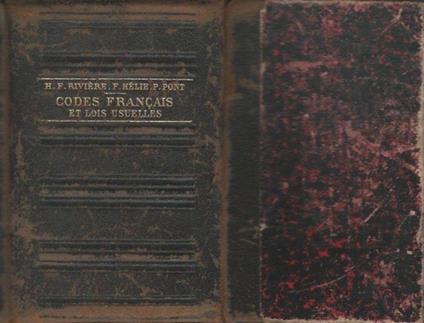 H. F. RIVIÈRE, F. HÉLIE, P. PONT
CODES FRANÇAIS
ET LOIS USUELLES